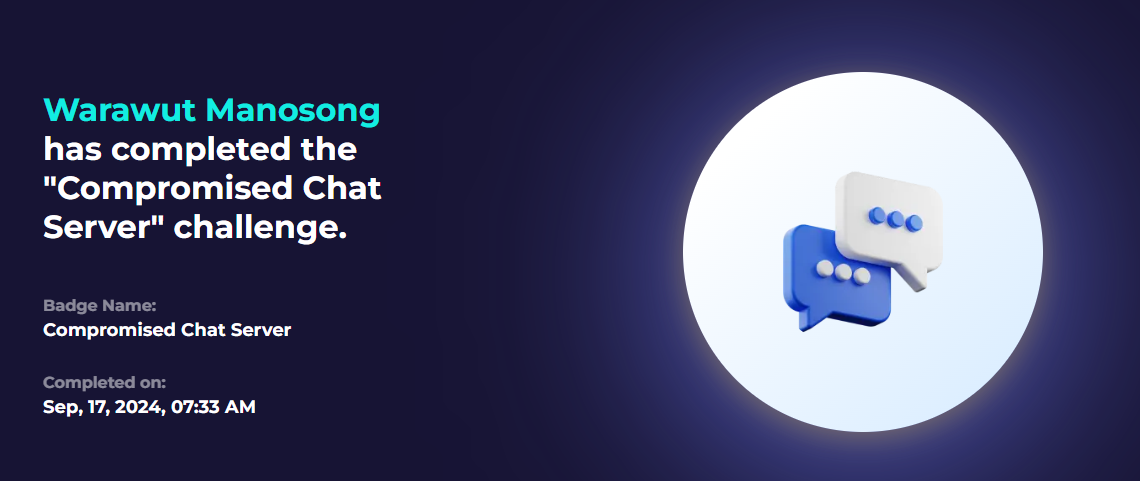 Warawut Manosong
has completed the
"Compromised Chat
Server" challenge.
Badge Name:
Compromised Chat Server
Completed on:
Sep, 17, 2024, 07:33 AM